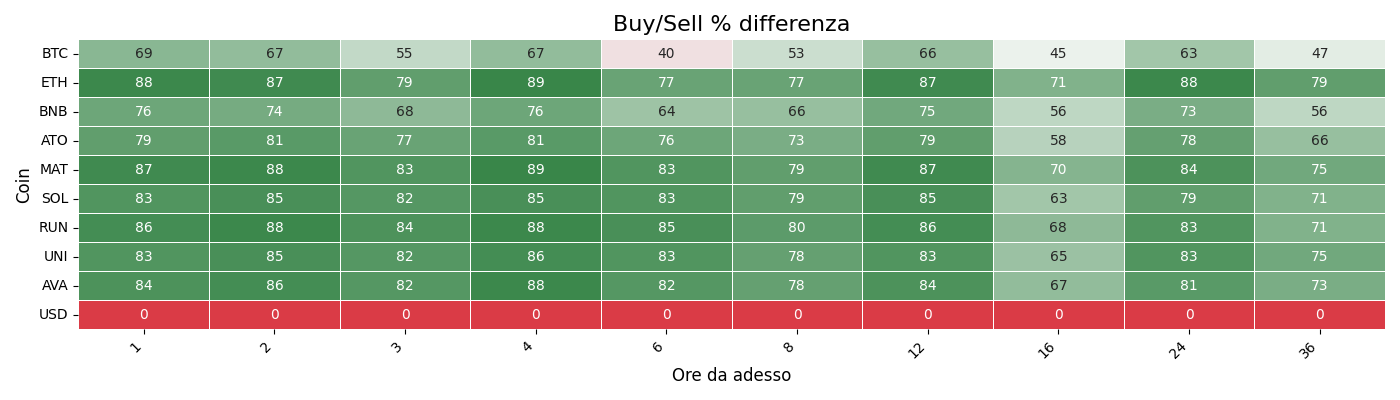 Buy/Sell % differenza
Coin
BTC 69 67 55 67 40 53 66 45 63 47
ETH 88 87 79 89 77 77 87 71 88 79
BNB 76 74 68 76 64 66 75 56 73 56
ATO 79 81 77 81 76 73 79 58 78 66
MAT 87 88 83 89 83 79 87 70 84 75
SOL 83 85 82 85 83 79 85 63 79 71
RUN 86 88 84 88 85 80 86 68 83 71
UNI 83 85 82 86 83 78 83 65 83 75
AVA 84 86 82 88 82 78 84 67 81 73
USD 0 0 0 0 0 0 0 0 0 0
1 2 3 4 6 8 12 16 24 36
Ore da adesso